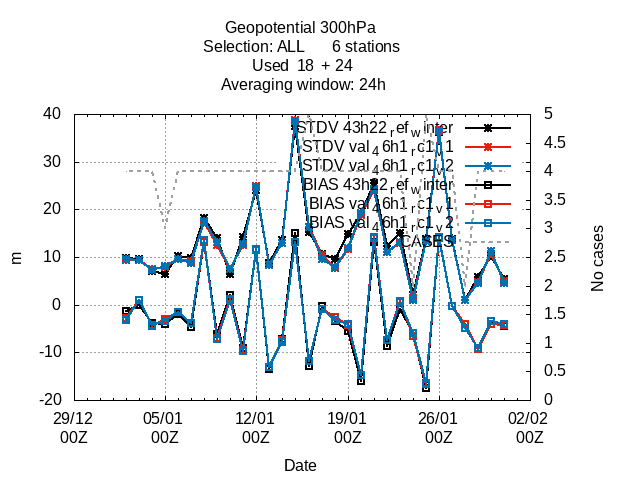 Geopotential 300hPa
Selection: ALL 6 stations
Used 18 + 24
Averaging window: 24h
40 5
STDV 43h22_ref_winter
4.5
STDV val_46h1_rc1_v1
30 STDV val_46h1_rc1_v2 4
BIAS 43h22_ref_winter
3.5
20 BIAS val_46h1_rc1_v1
BIAS val_46h1_rc1_v2 3
CASES
m 10 2.5 No cases
2
0
1.5
-10 1
0.5
-20 0
29/12 05/01 12/01 19/01 26/01 02/02
00Z 00Z 00Z 00Z 00Z 00Z
Date